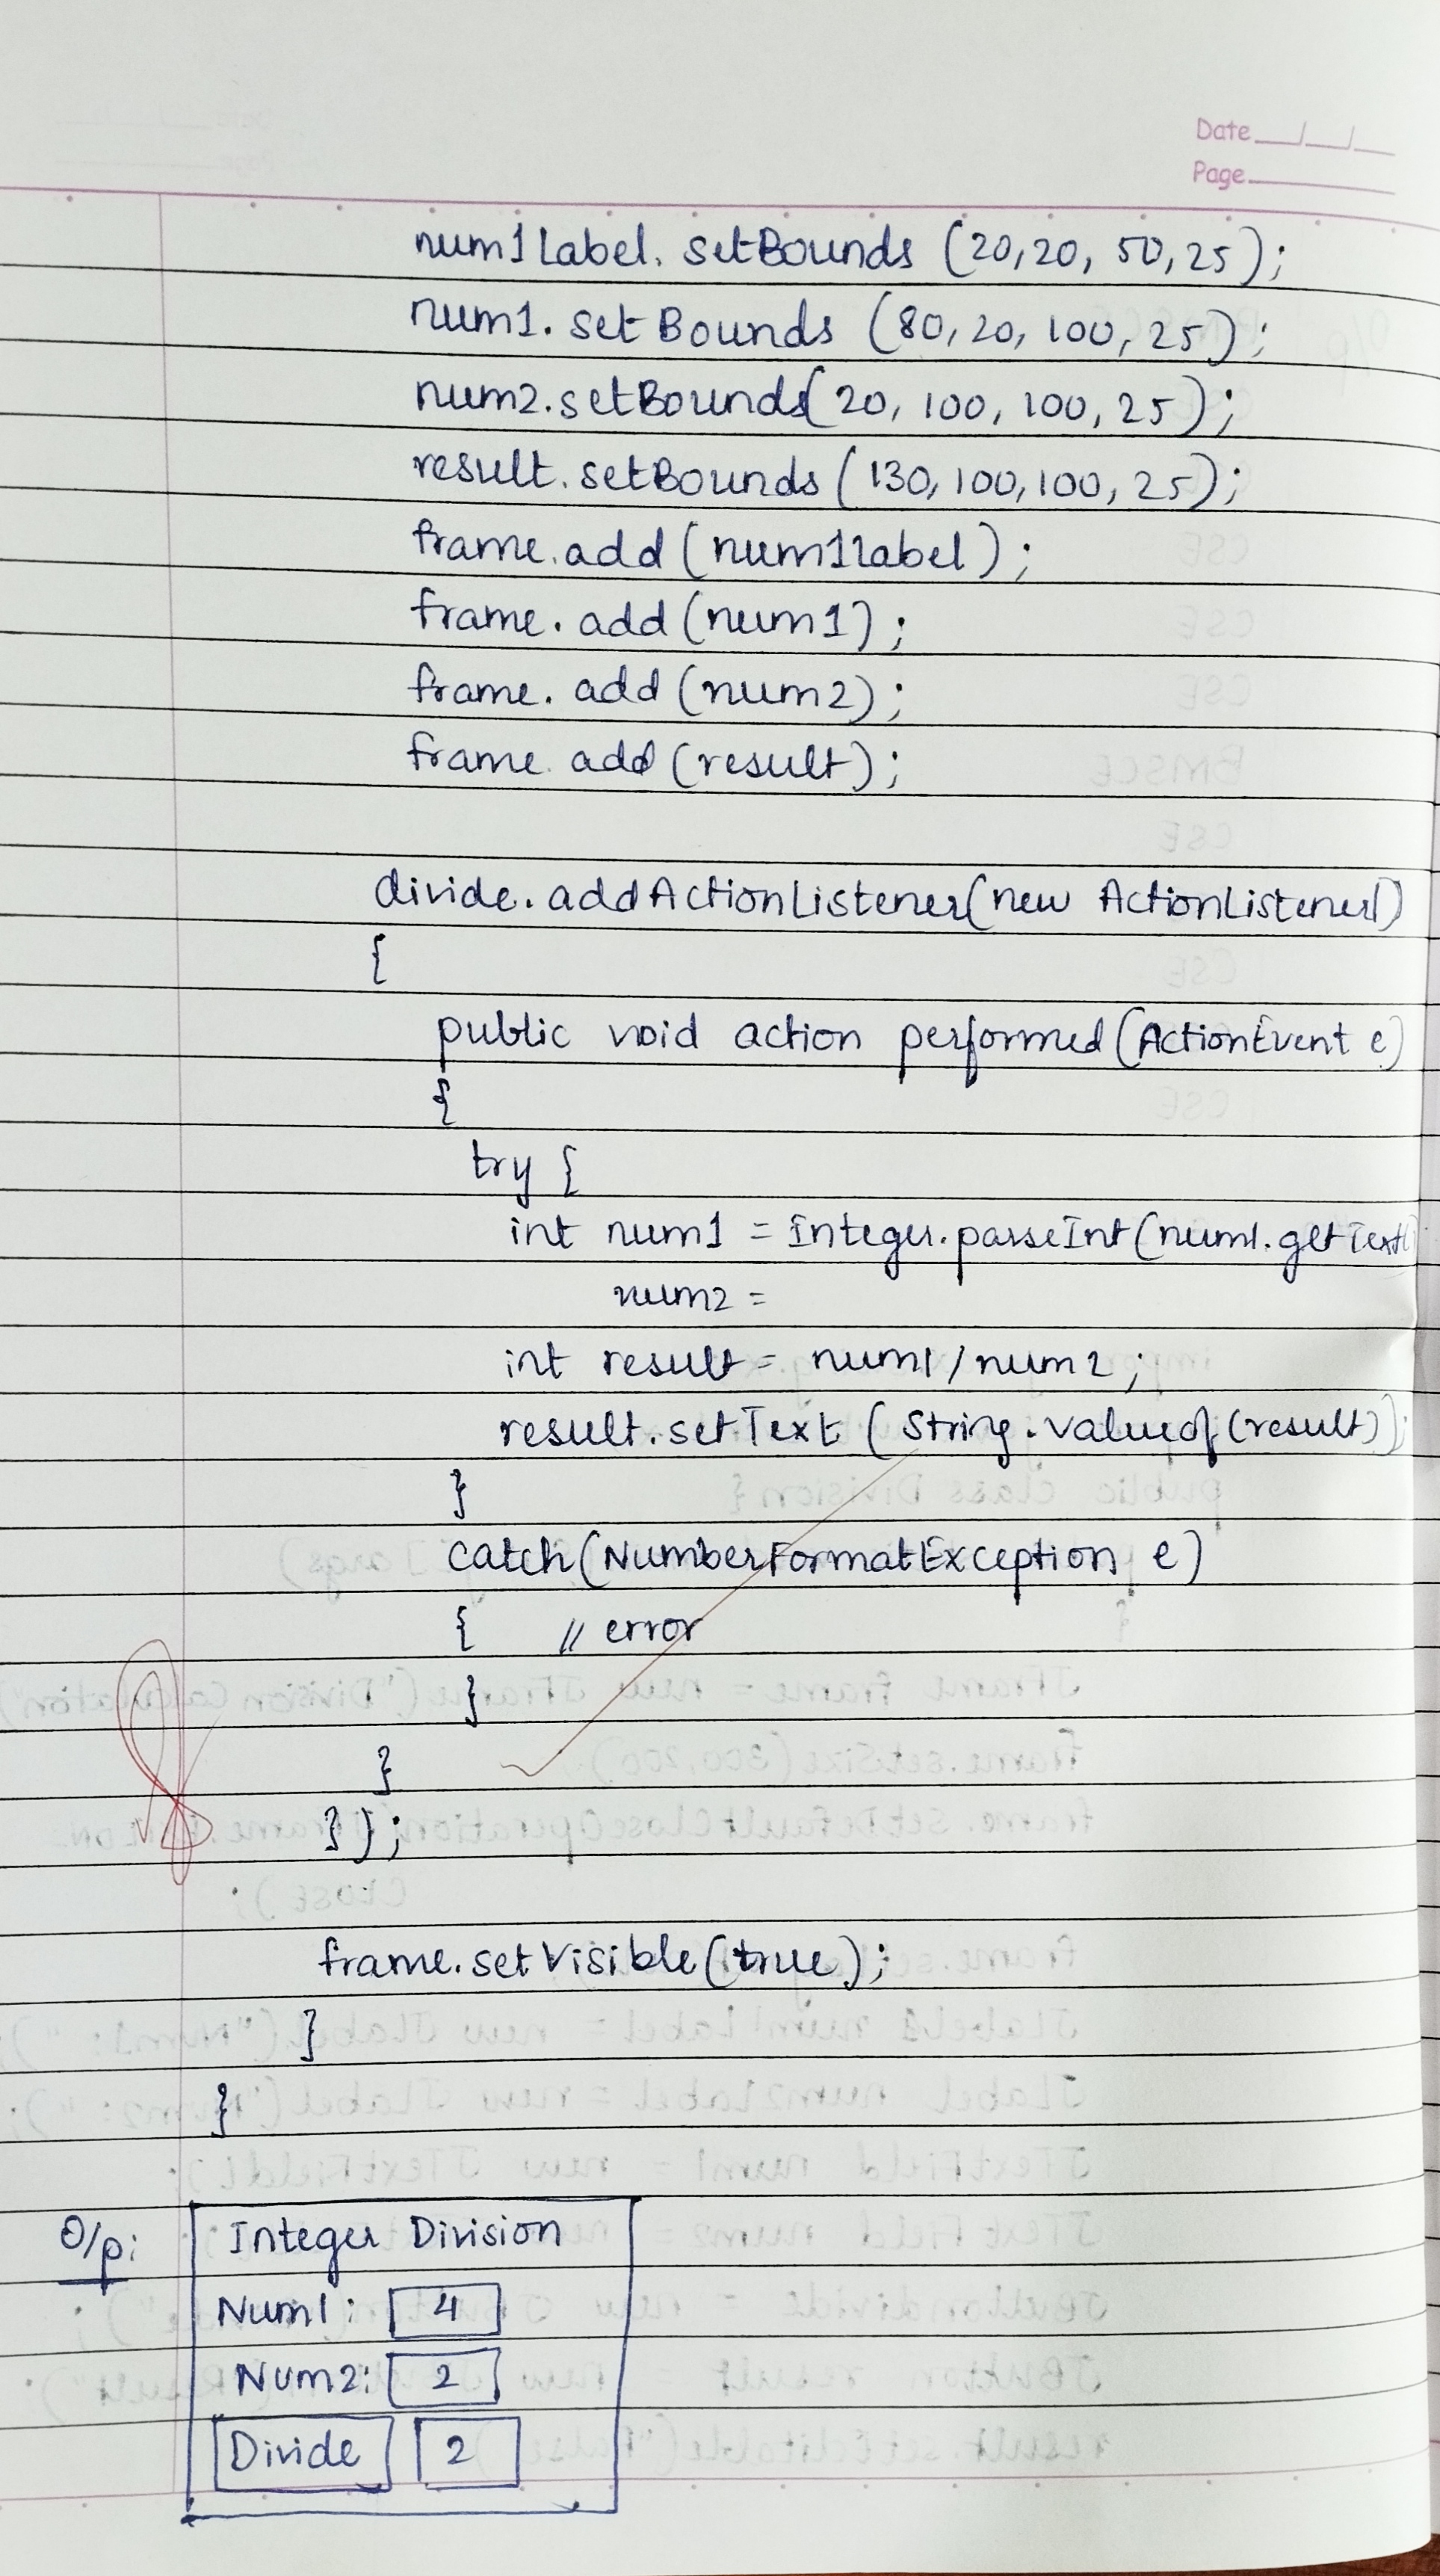 Date
Page
num1label. setBounds (20,20, 50,25);
num1. setBounds (80,20, 100, 25);
num2.setBounds(20, 100, 100, 25);
result.setBounds (130,100,100, 25);
frame.add (num1label);
frame. add (num1);
frame. add (num2);
frame add (result);
divide. addActionListener(new ActionListener()
{
public void action performed (ActionEvent e)
{
try {
int num1 = Integer.parseInt(num1.getText(
num2 =
int result = num1/num2;
result.setText (String.valueof(result));
}
catch(NumberFormatException e)
{ // error
}
}
});
frame.setVisible(true);
}
}
O/p:
Integer Division
Num1: 4
Num2: 2
Divide 2